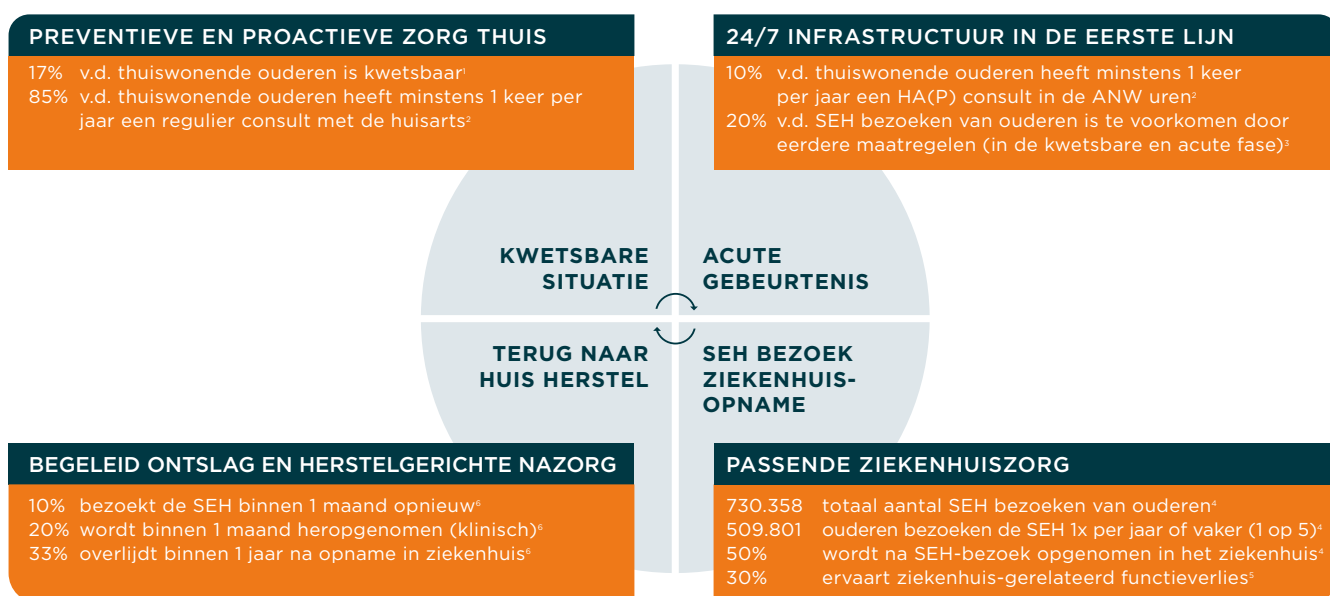 PREVENTIEVE EN PROACTIEVE ZORG THUIS
17% v.d. thuiswonende ouderen is kwetsbaar¹
85% v.d. thuiswonende ouderen heeft minstens 1 keer per
jaar een regulier consult met de huisarts²
24/7 INFRASTRUCTUUR IN DE EERSTE LIJN
10% v.d. thuiswonende ouderen heeft minstens 1 keer
per jaar een HA(P) consult in de ANW uren²
20% v.d. SEH bezoeken van ouderen is te voorkomen door
eerdere maatregelen (in de kwetsbare en acute fase)³
KWETSBARE
SITUATIE
ACUTE
GEBEURTENIS
TERUG NAAR
HUIS HERSTEL
SEH BEZOEK
ZIEKENHUIS-
OPNAME
BEGELEID ONTSLAG EN HERSTELGERICHTE NAZORG
10% bezoekt de SEH binnen 1 maand opnieuw⁶
20% wordt binnen 1 maand heropgenomen (klinisch)⁶
33% overlijdt binnen 1 jaar na opname in ziekenhuis⁶
PASSENDE ZIEKENHUISZORG
730.358 totaal aantal SEH bezoeken van ouderen⁴
509.801 ouderen bezoeken de SEH 1x per jaar of vaker (1 op 5)⁴
50% wordt na SEH-bezoek opgenomen in het ziekenhuis⁴
30% ervaart ziekenhuis-gerelateerd functieverlies⁵